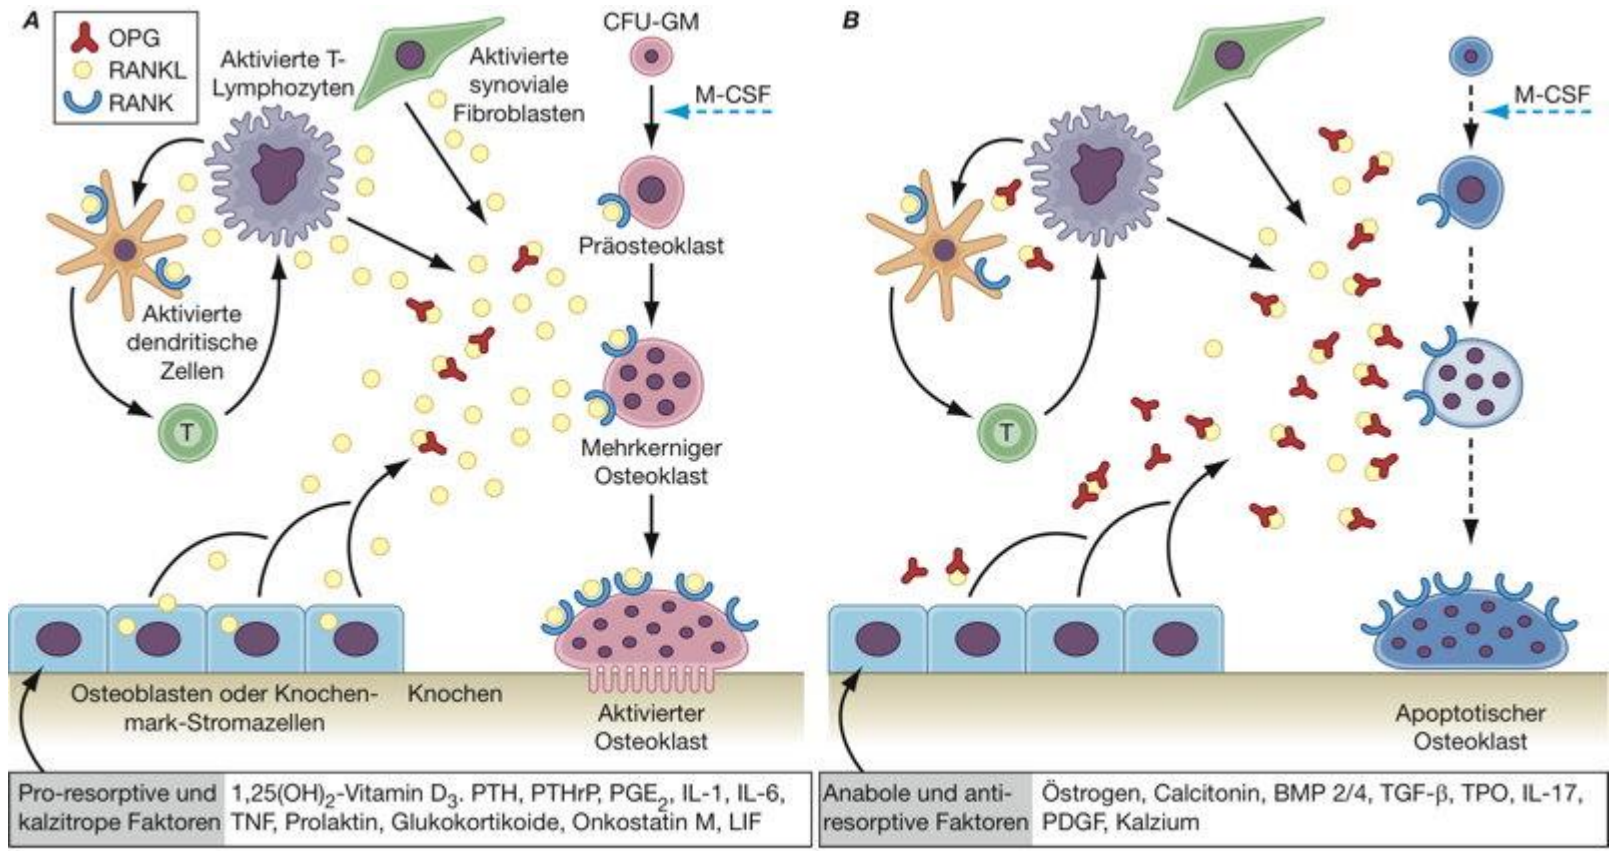 A
OPG
RANKL
RANK
Aktivierte T-
Lymphozyten
Aktivierte
synoviale
Fibroblasten
CFU-GM
M-CSF
Präosteoklast
Aktivierte
dendritische
Zellen
T
Mehrkerniger
Osteoklast
Osteoblasten oder Knochen-
mark-Stromazellen
Knochen
Aktivierter
Osteoklast
Pro-resorptive und
kalzitrope Faktoren
1,25(OH)₂-Vitamin D₃. PTH, PTHrP, PGE₂, IL-1, IL-6,
TNF, Prolaktin, Glukokortikoide, Onkostatin M, LIF
B
M-CSF
T
Apoptotischer
Osteoklast
Anabole und anti-
resorptive Faktoren
Östrogen, Calcitonin, BMP 2/4, TGF-β, TPO, IL-17,
PDGF, Kalzium